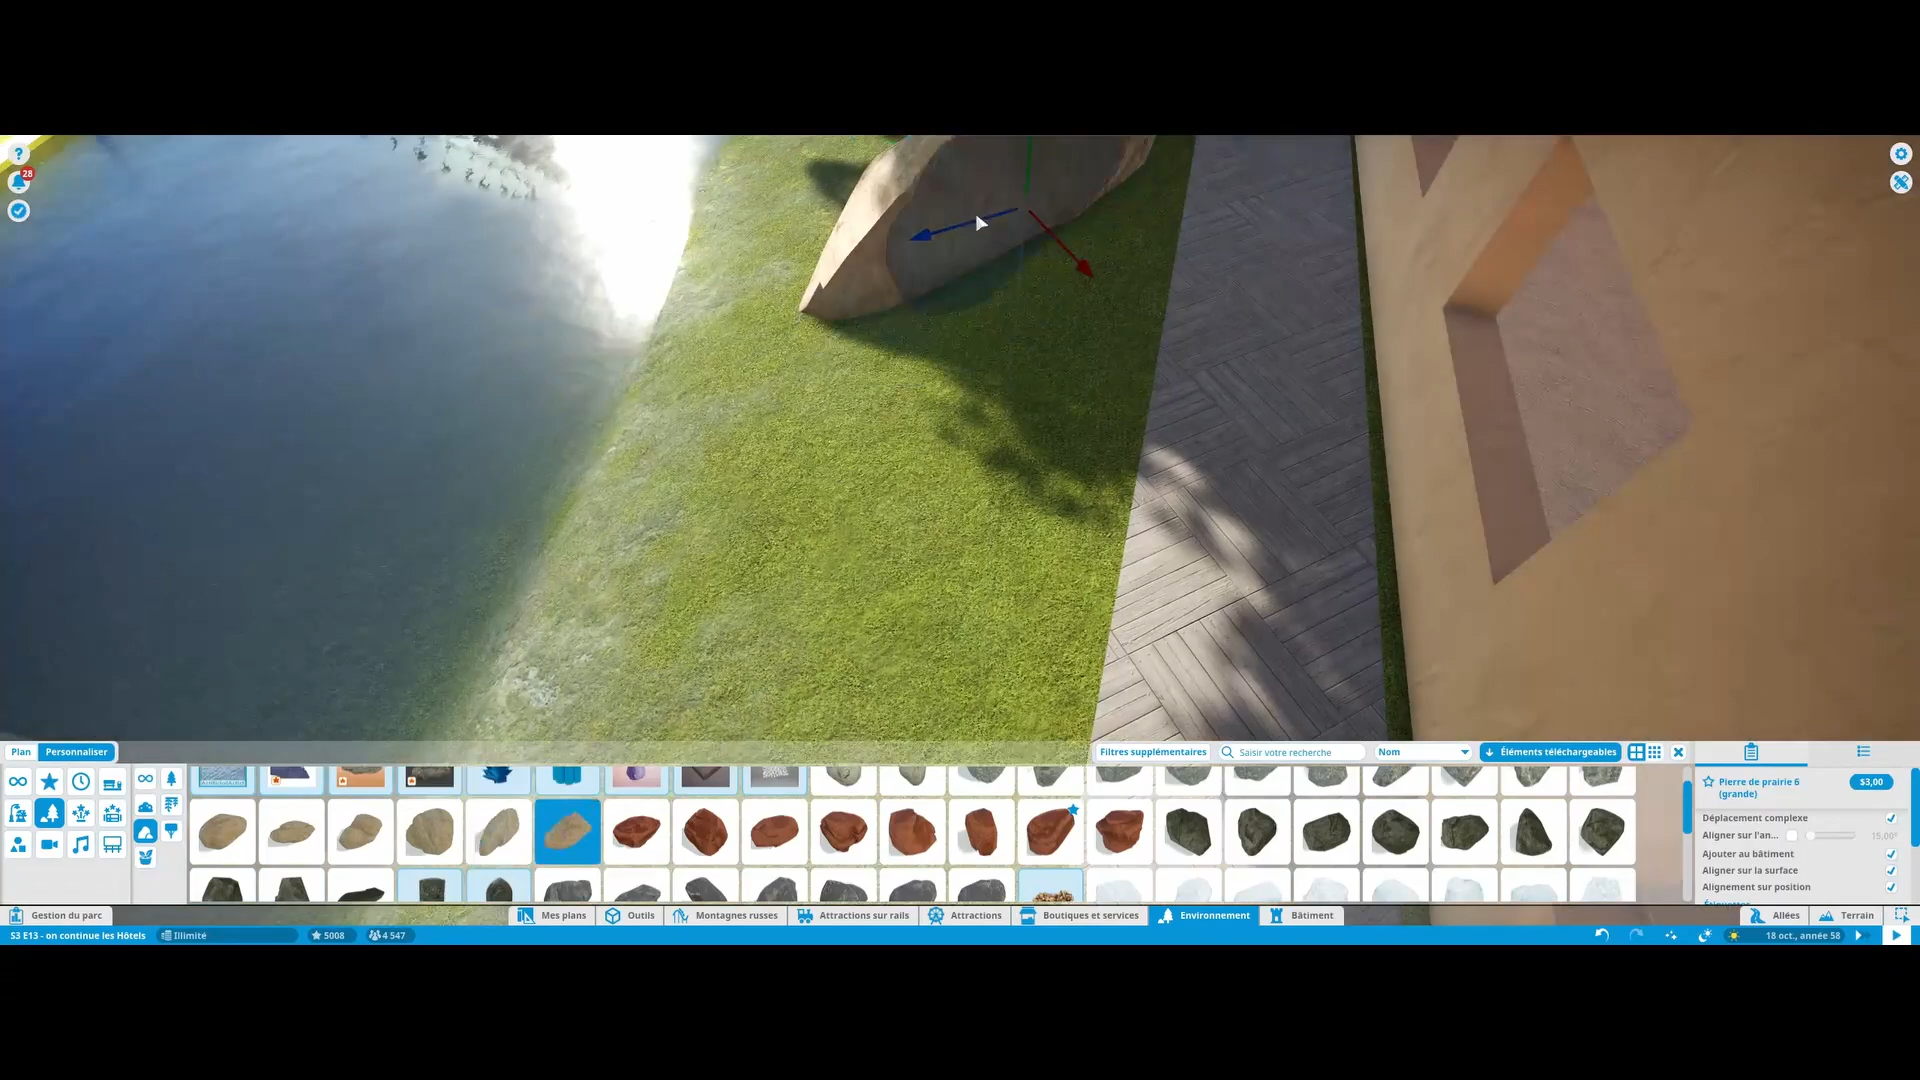 28
Plan
Personnaliser
Filtres supplémentaires
Saisir votre recherche
Nom
Éléments téléchargeables
Pierre de prairie 6
(grande)
$3,00
Déplacement complexe
Aligner sur l'an...
15,00°
Ajouter au bâtiment
Aligner sur la surface
Alignement sur position
Gestion du parc
Mes plans
Outils
Montagnes russes
Attractions sur rails
Attractions
Boutiques et services
Environnement
Bâtiment
Allées
Terrain
S3 E13 - on continue les Hôtels
Illimité
5008
4 547
18 oct., année 58